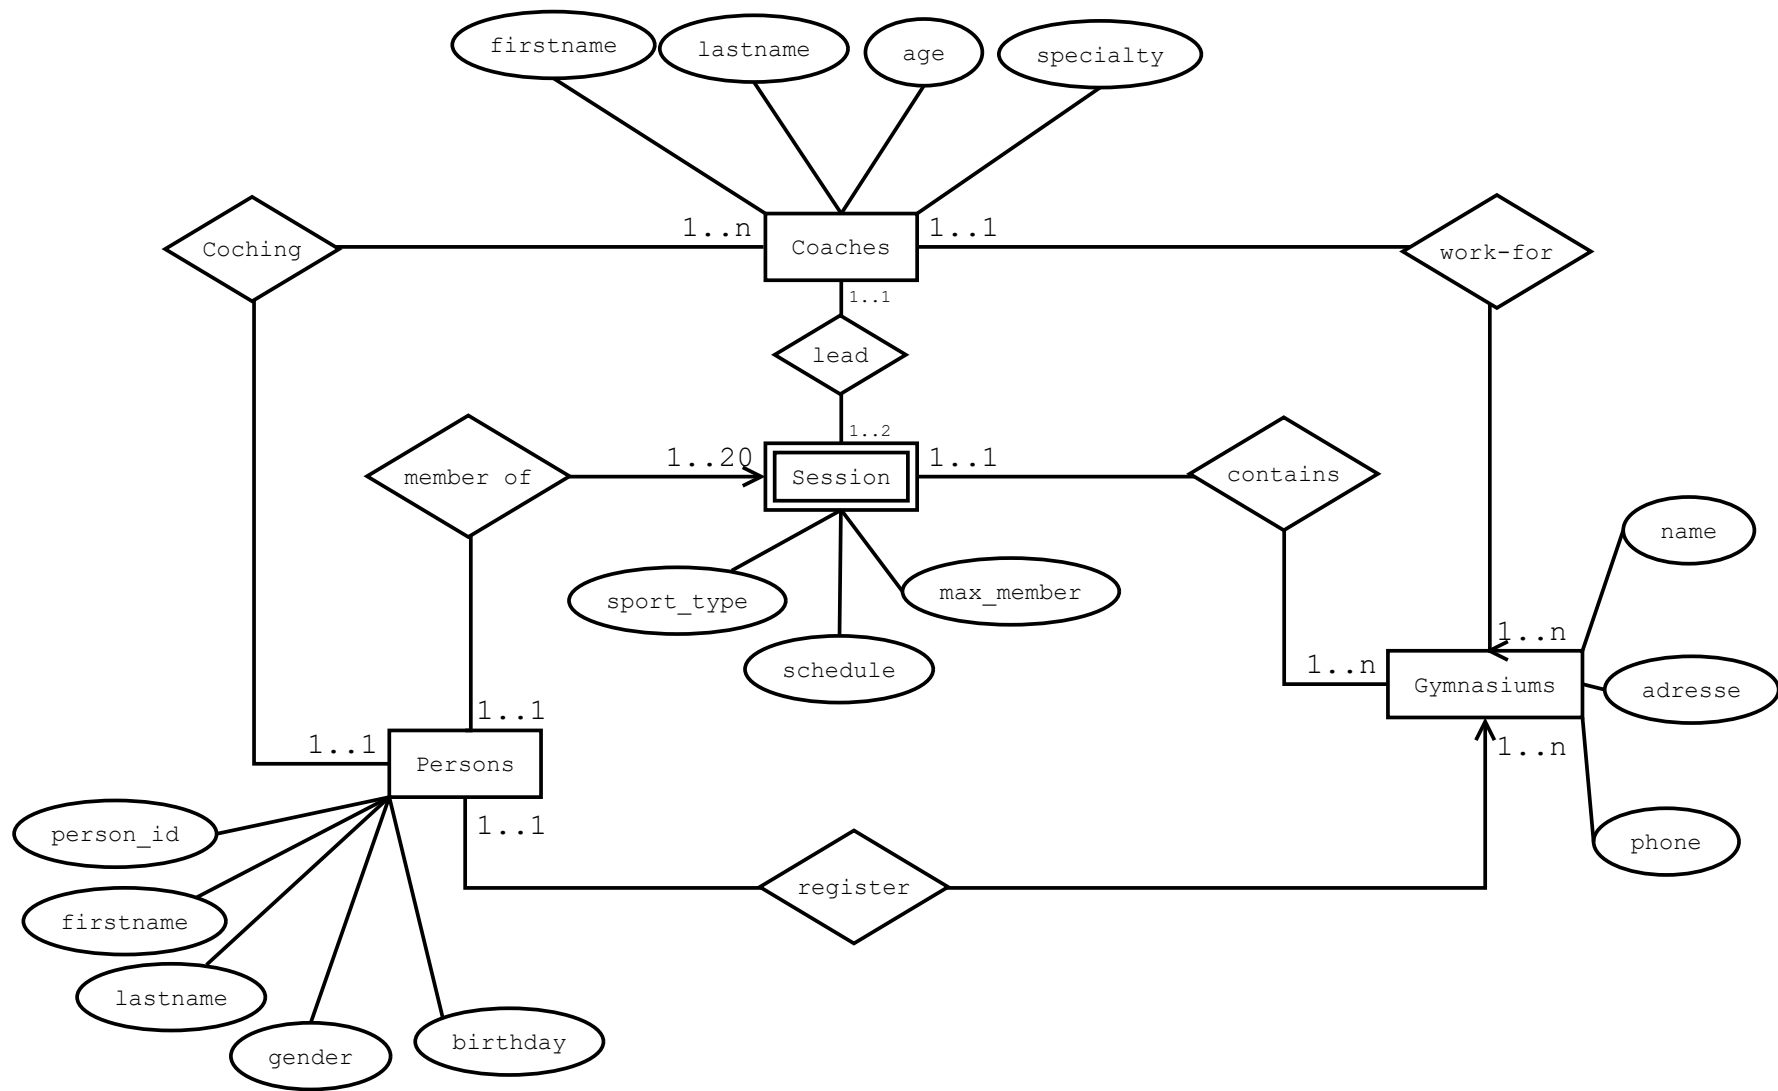 firstname
lastname
age
specialty
Coching
1..n
Coaches
1..1
work-for
1..1
lead
1..2
member of
1..20
Session
1..1
contains
name
sport_type
max_member
schedule
1..n
1..n
Gymnasiums
adresse
1..n
phone
1..1
1..1
Persons
1..1
register
person_id
firstname
lastname
gender
birthday